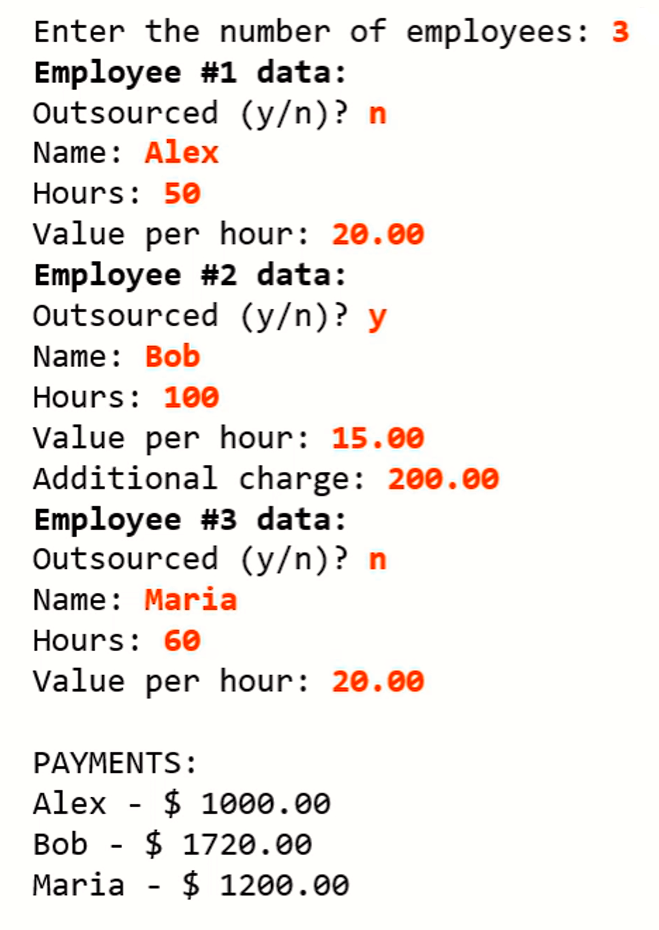 Enter the number of employees: 3
Employee #1 data:
Outsourced (y/n)? n
Name: Alex
Hours: 50
Value per hour: 20.00
Employee #2 data:
Outsourced (y/n)? y
Name: Bob
Hours: 100
Value per hour: 15.00
Additional charge: 200.00
Employee #3 data:
Outsourced (y/n)? n
Name: Maria
Hours: 60
Value per hour: 20.00

PAYMENTS:
Alex - $ 1000.00
Bob - $ 1720.00
Maria - $ 1200.00